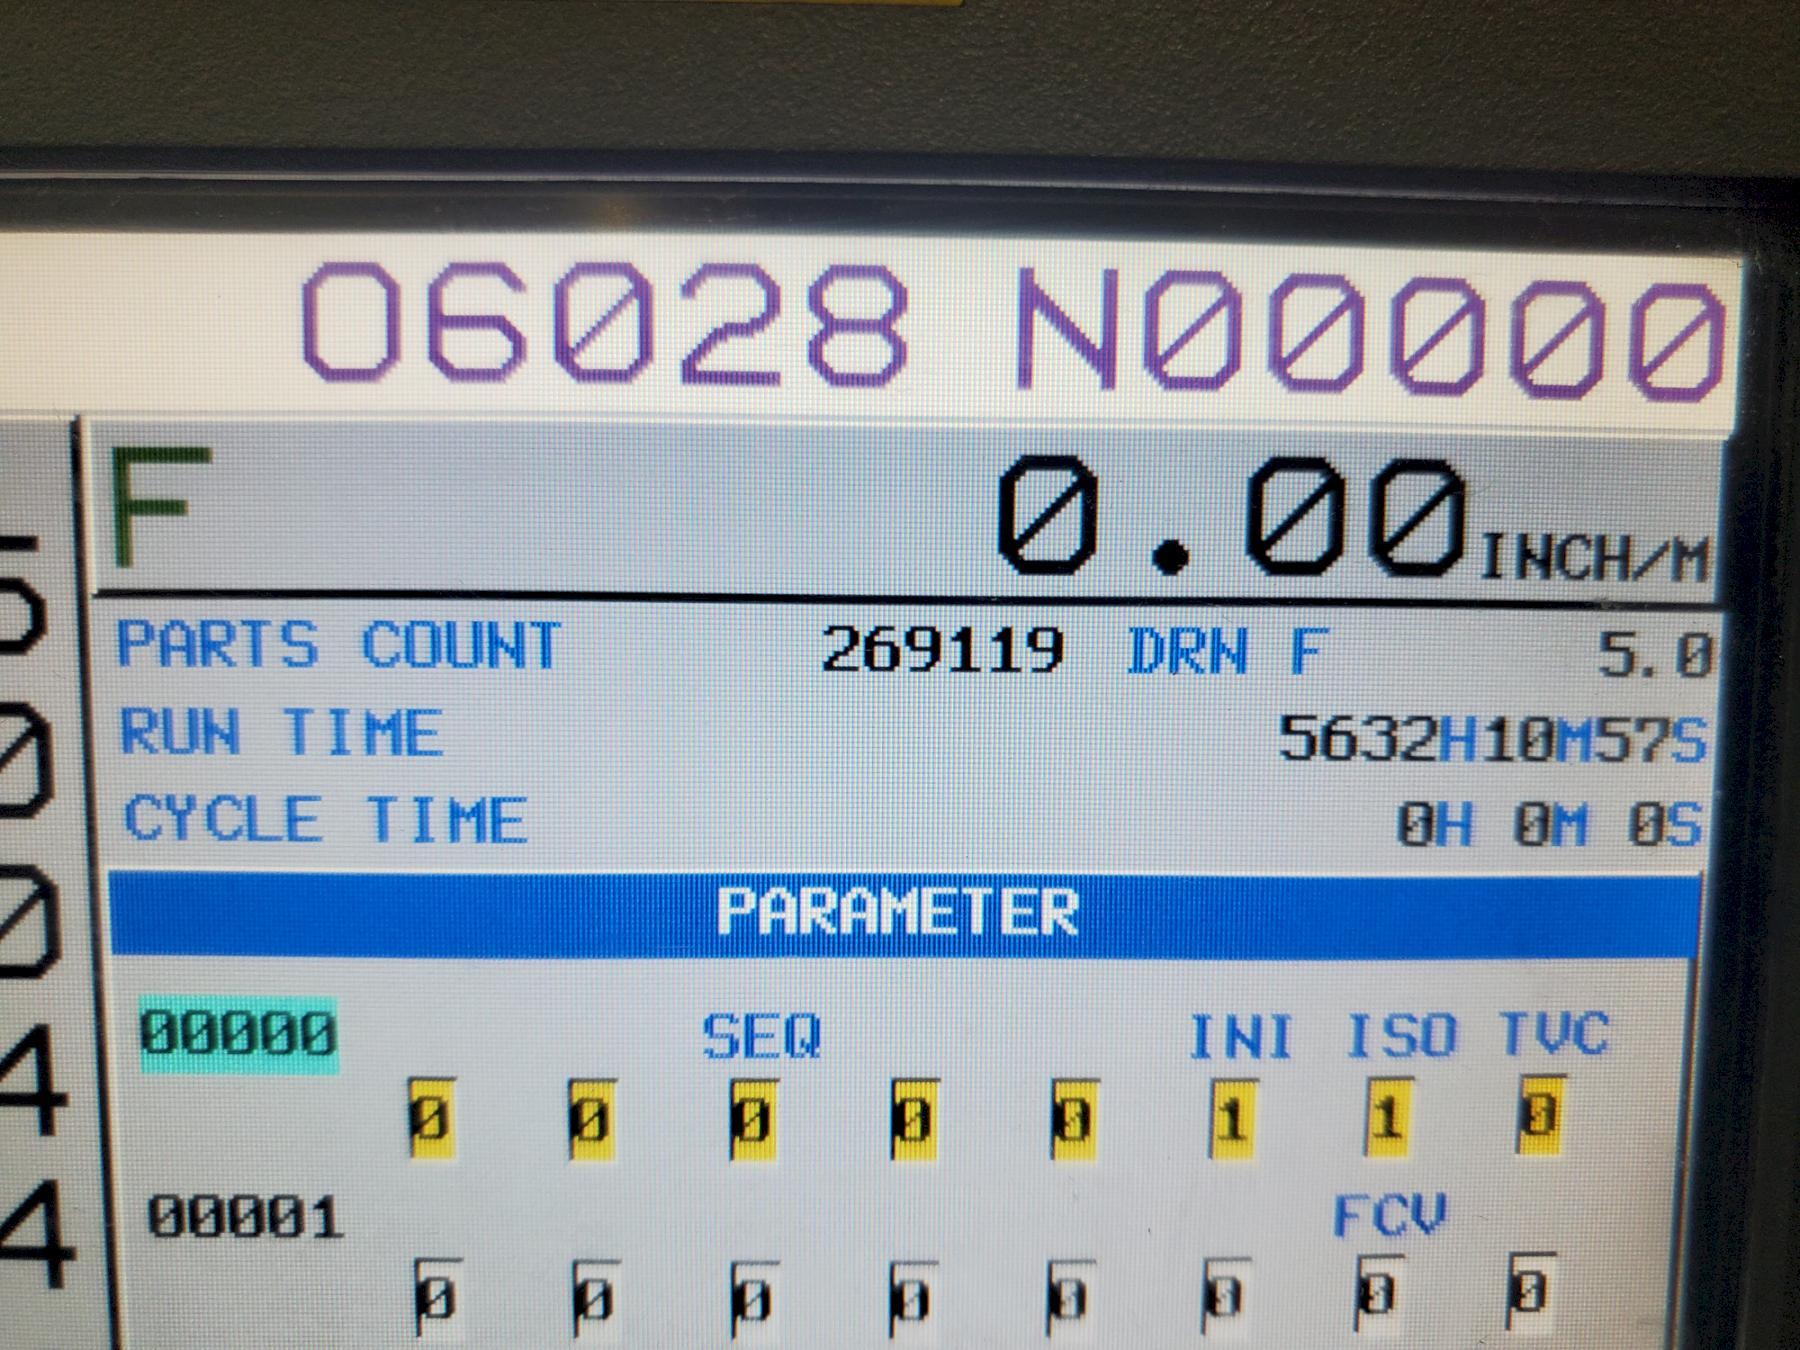 O6028 N00000
F 0.00 INCH/M
PARTS COUNT 269119 DRN F 5.0
RUN TIME 5632H10M57S
CYCLE TIME 0H 0M 0S
PARAMETER
00000 SEQ INI ISO TVC
0 0 0 0 0 1 1 0
00001 FCV
0 0 0 0 0 0 0 0